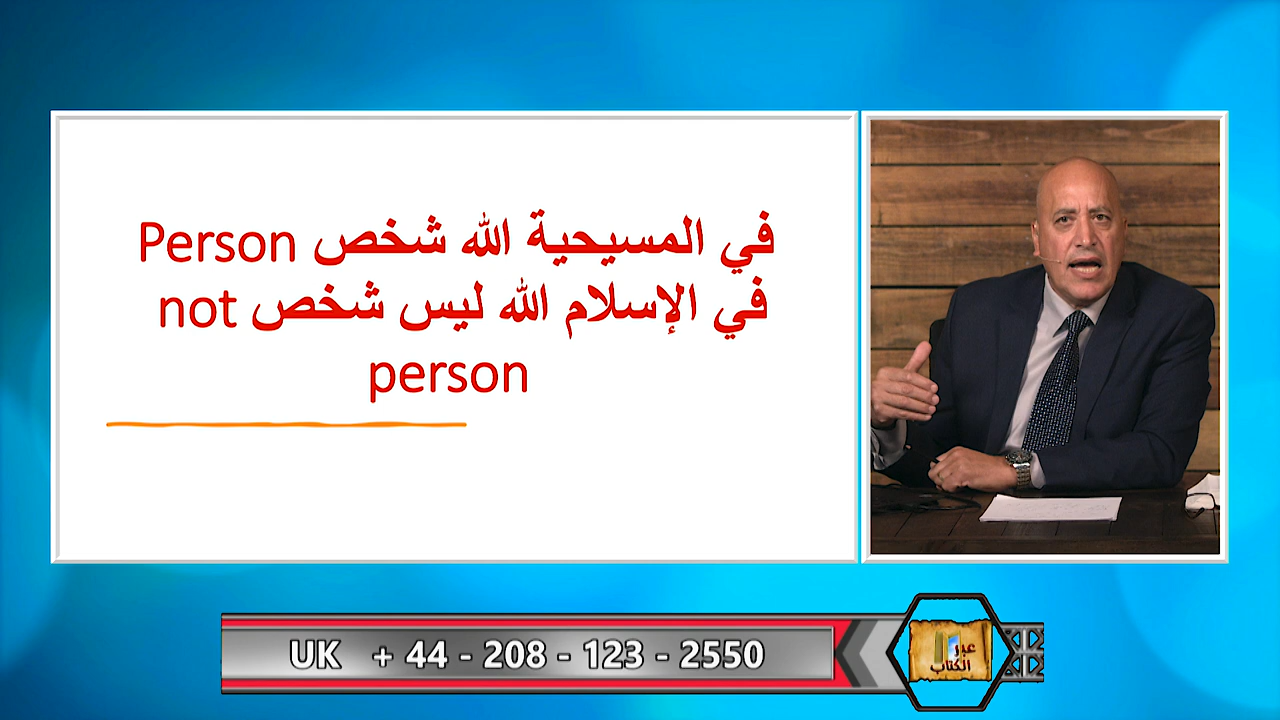 في المسيحية الله شخص Person
في الإسلام الله ليس شخص not
person
UK + 44 - 208 - 123 - 2550
عبر
الكتاب